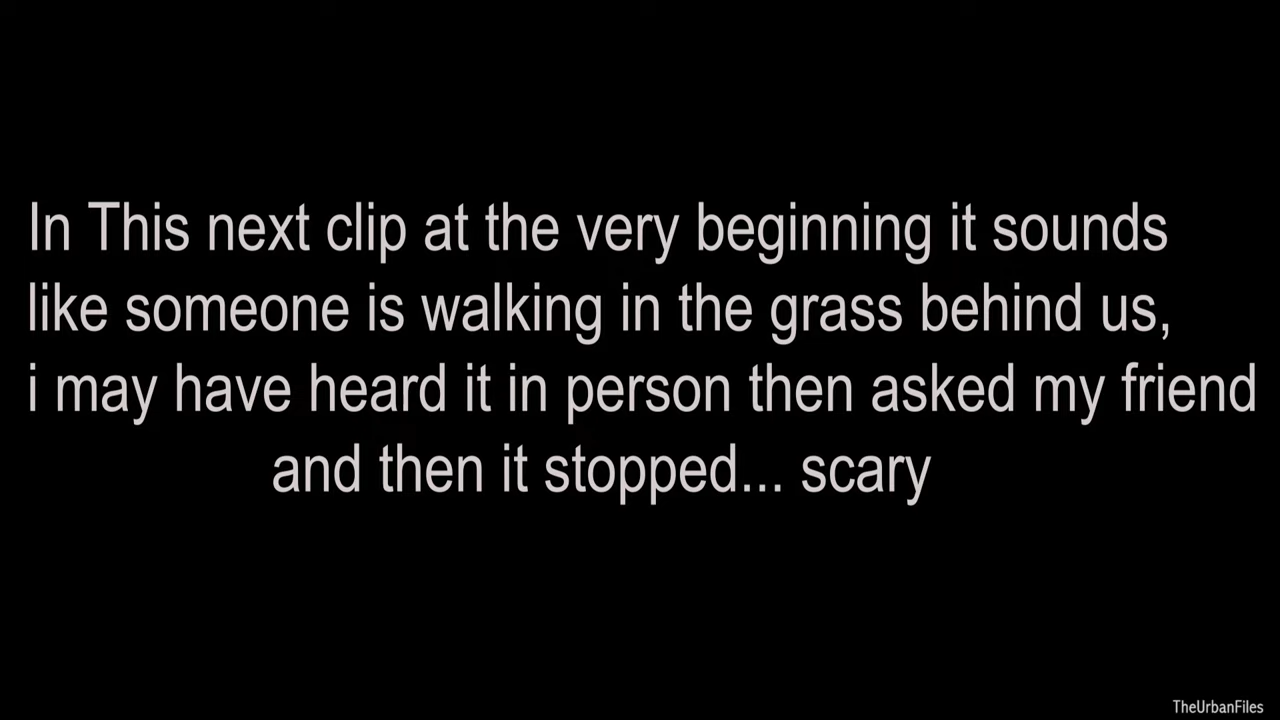 In This next clip at the very beginning it sounds
like someone is walking in the grass behind us,
i may have heard it in person then asked my friend
and then it stopped... scary
TheUrbanFiles